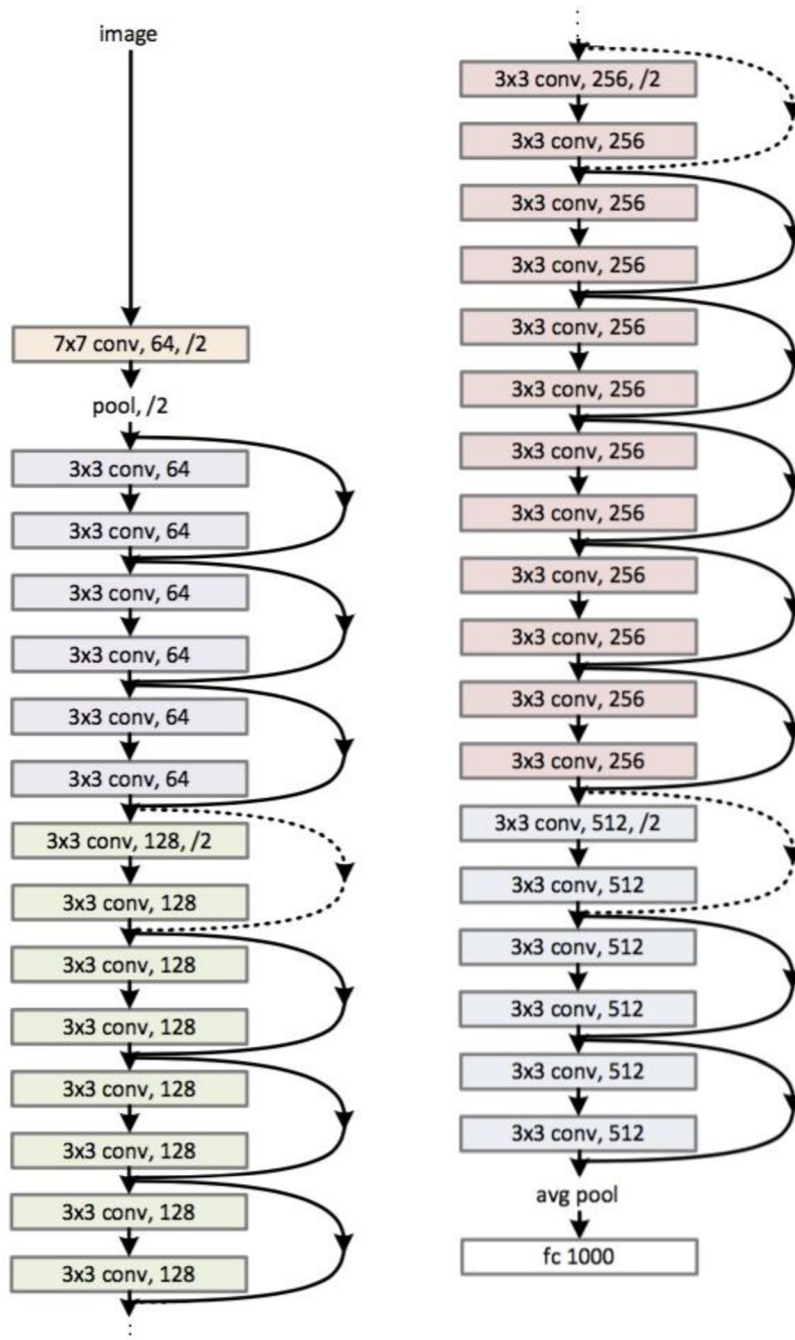 image
7x7 conv, 64, /2
pool, /2
3x3 conv, 64
3x3 conv, 64
3x3 conv, 64
3x3 conv, 64
3x3 conv, 64
3x3 conv, 64
3x3 conv, 128, /2
3x3 conv, 128
3x3 conv, 128
3x3 conv, 128
3x3 conv, 128
3x3 conv, 128
3x3 conv, 128
3x3 conv, 128
3x3 conv, 256, /2
3x3 conv, 256
3x3 conv, 256
3x3 conv, 256
3x3 conv, 256
3x3 conv, 256
3x3 conv, 256
3x3 conv, 256
3x3 conv, 256
3x3 conv, 256
3x3 conv, 256
3x3 conv, 256
3x3 conv, 512, /2
3x3 conv, 512
3x3 conv, 512
3x3 conv, 512
3x3 conv, 512
3x3 conv, 512
avg pool
fc 1000